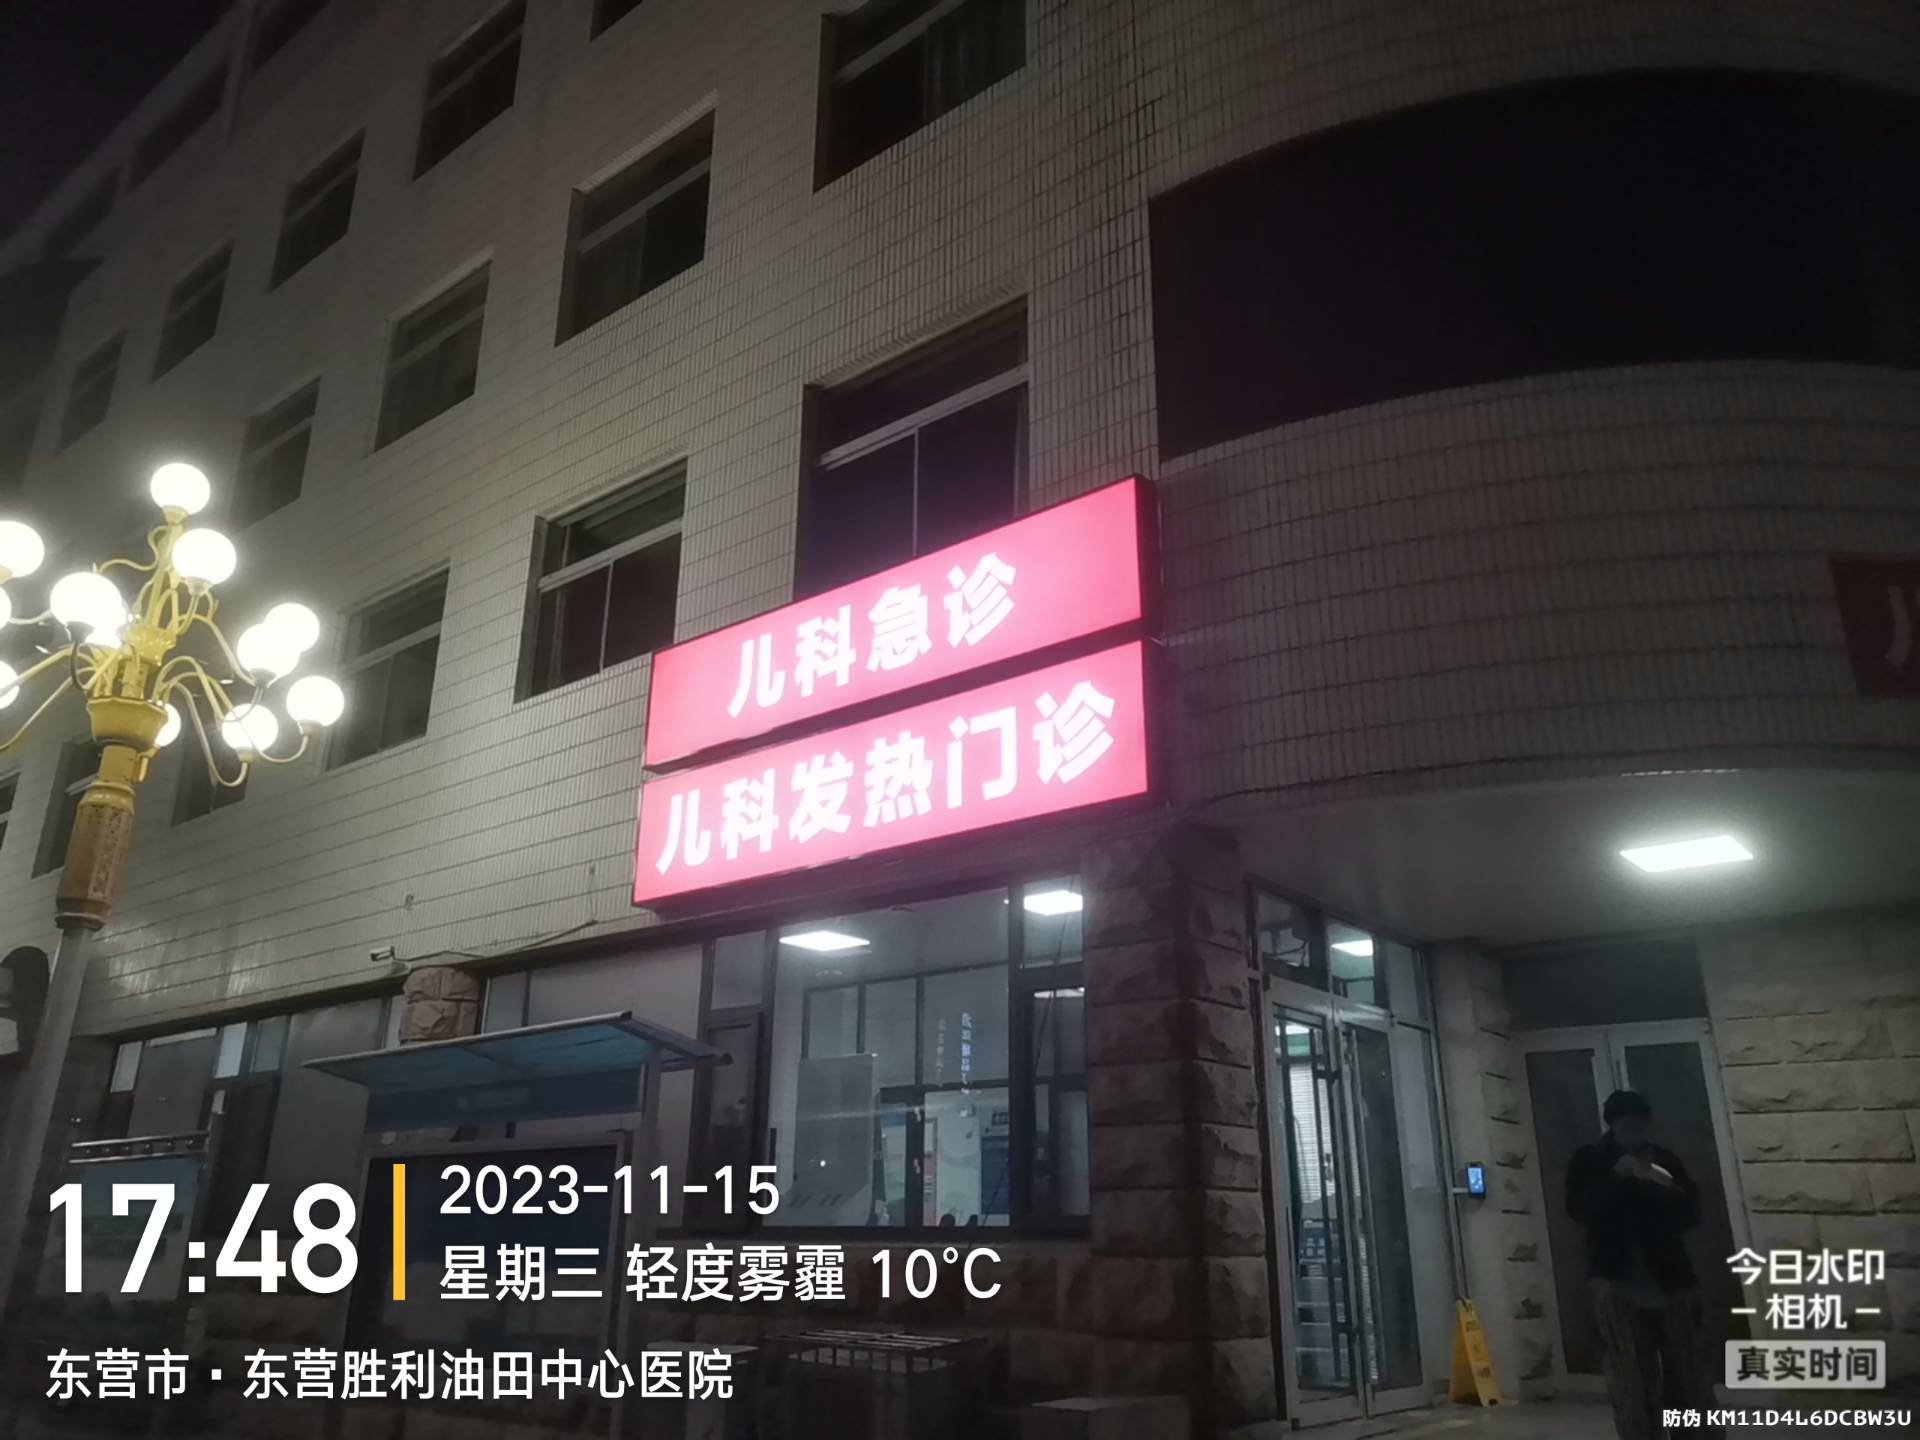 儿科急诊
儿科发热门诊
17:48
2023-11-15
星期三 轻度雾霾 10°C
东营市·东营胜利油田中心医院
今日水印
相机
真实时间
防伪 KM11D4L6DCBW3U